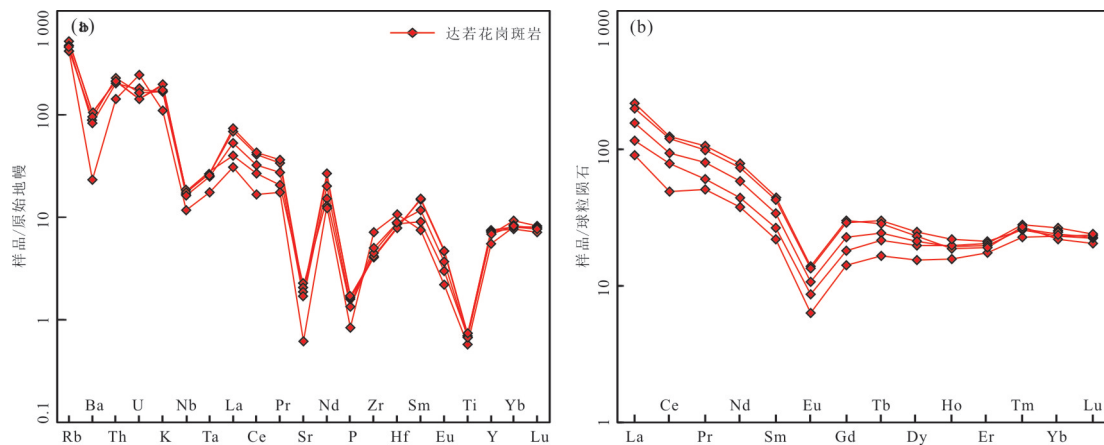 (a)
达若花岗斑岩
样品/原始地幔
1 000
100
10
1
0.1
Ba U Nb La Pr Nd Zr Sm Ti Yb
Rb Th K Ta Ce Sr P Hf Eu Y Lu
(b)
样品/球粒陨石
1 000
100
10
1
Ce Nd Eu Tb Ho Tm Lu
La Pr Sm Gd Dy Er Yb